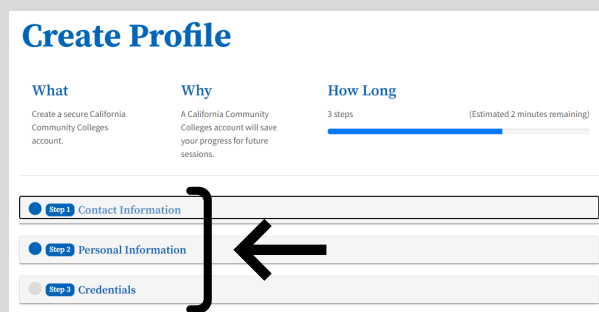 Create Profile
What
Create a secure California
Community Colleges
account.
Why
A California Community
Colleges account will save
your progress for future
sessions.
How Long
3 steps
(Estimated 2 minutes remaining)
Step 1 Contact Information
Step 2 Personal Information
Step 3 Credentials